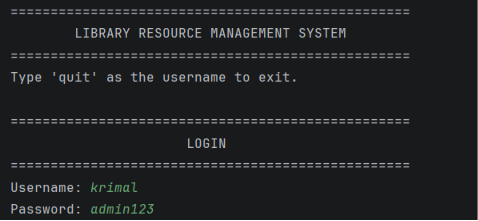 ==================================================
LIBRARY RESOURCE MANAGEMENT SYSTEM
==================================================
Type 'quit' as the username to exit.
==================================================
LOGIN
==================================================
Username: krimal
Password: admin123